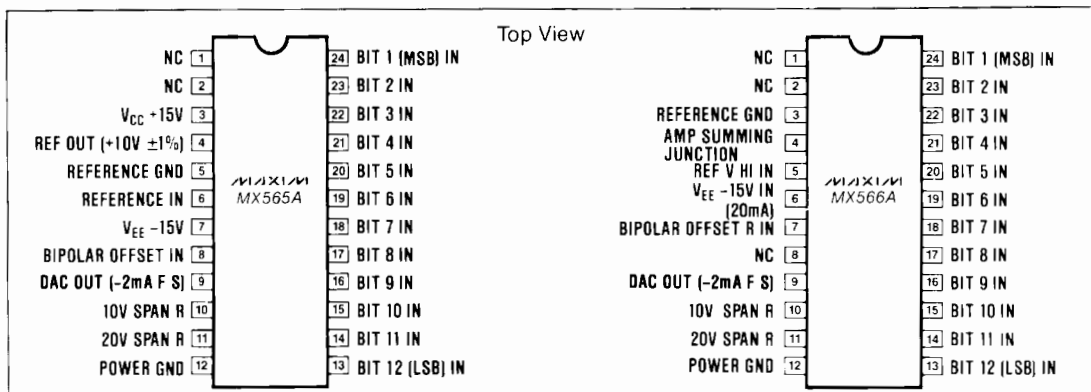 Top View
NC 1
NC 2
V_CC +15V 3
REF OUT (+10V ±1%) 4
REFERENCE GND 5
REFERENCE IN 6
V_EE -15V 7
BIPOLAR OFFSET IN 8
DAC OUT (-2mA F S) 9
10V SPAN R 10
20V SPAN R 11
POWER GND 12
MAXIM
MX565A
24 BIT 1 (MSB) IN
23 BIT 2 IN
22 BIT 3 IN
21 BIT 4 IN
20 BIT 5 IN
19 BIT 6 IN
18 BIT 7 IN
17 BIT 8 IN
16 BIT 9 IN
15 BIT 10 IN
14 BIT 11 IN
13 BIT 12 (LSB) IN
NC 1
NC 2
REFERENCE GND 3
AMP SUMMING
JUNCTION 4
REF V HI IN 5
V_EE -15V IN
(20mA) 6
BIPOLAR OFFSET R IN 7
NC 8
DAC OUT (-2mA F S) 9
10V SPAN R 10
20V SPAN R 11
POWER GND 12
MAXIM
MX566A
24 BIT 1 (MSB) IN
23 BIT 2 IN
22 BIT 3 IN
21 BIT 4 IN
20 BIT 5 IN
19 BIT 6 IN
18 BIT 7 IN
17 BIT 8 IN
16 BIT 9 IN
15 BIT 10 IN
14 BIT 11 IN
13 BIT 12 (LSB) IN